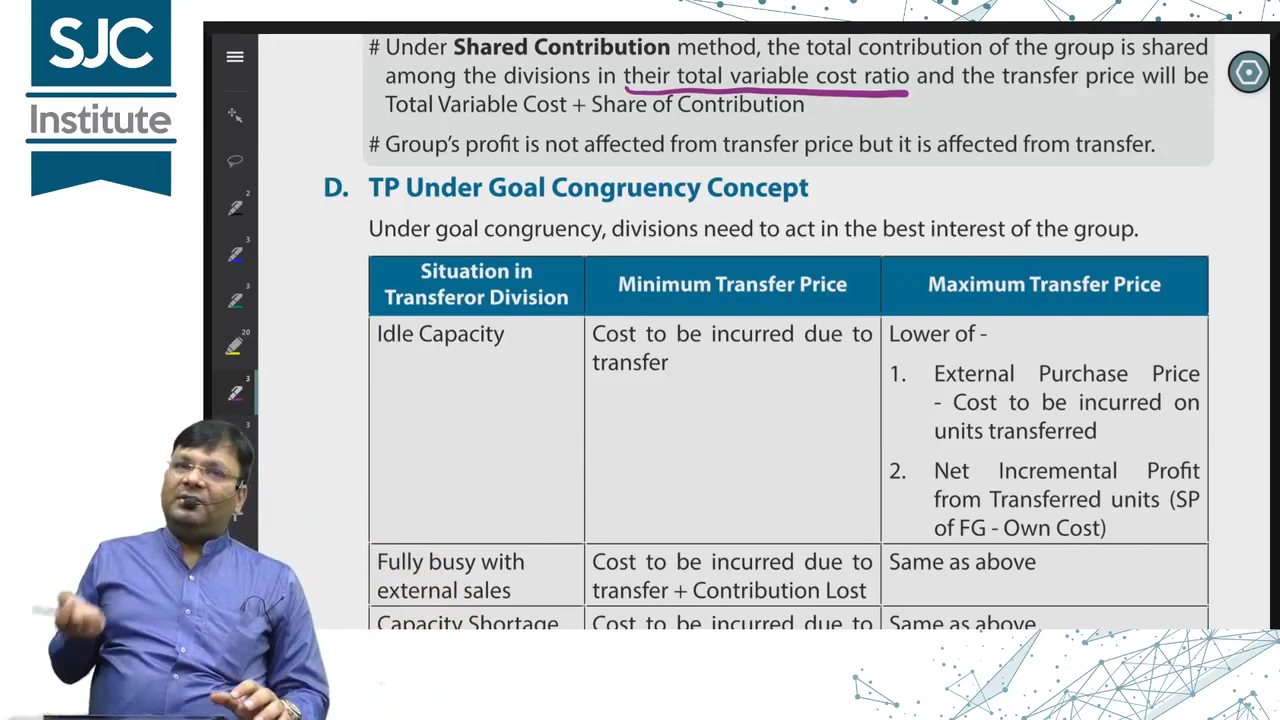 SJC
Institute
# Under Shared Contribution method, the total contribution of the group is shared
among the divisions in their total variable cost ratio and the transfer price will be
Total Variable Cost + Share of Contribution
# Group's profit is not affected from transfer price but it is affected from transfer.
D. TP Under Goal Congruency Concept
Under goal congruency, divisions need to act in the best interest of the group.
Situation in
Transferor Division
Minimum Transfer Price
Maximum Transfer Price
Idle Capacity
Cost to be incurred due to
transfer
Lower of -
1. External Purchase Price
- Cost to be incurred on
units transferred
2. Net Incremental Profit
from Transferred units (SP
of FG - Own Cost)
Fully busy with
external sales
Cost to be incurred due to
transfer + Contribution Lost
Same as above
Capacity Shortage
Cost to be incurred due to
Same as above
2
3
3
20
3
3